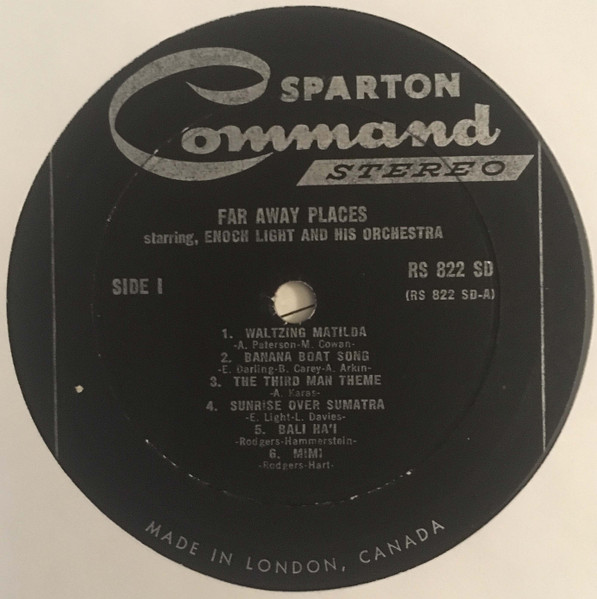 SPARTON
Command
STEREO
FAR AWAY PLACES
starring, ENOCH LIGHT AND HIS ORCHESTRA
SIDE I
RS 822 SD
(RS 822 SD-A)
1. WALTZING MATILDA
-A. Paterson-M. Cowan-
2. BANANA BOAT SONG
-E. Darling-B. Carey-A. Arkin-
3. THE THIRD MAN THEME
-A. Karas-
4. SUNRISE OVER SUMATRA
-E. Light-L. Davies-
5. BALI HA'I
-Rodgers-Hammerstein-
6. MIMI
-Rodgers-Hart-
MADE IN LONDON, CANADA